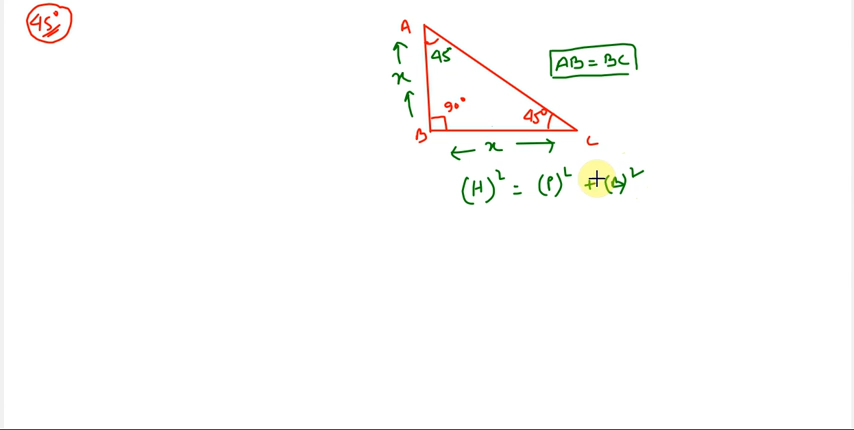 45°
A
45
x
AB = BC
90°
45°
B
C
x
(H)² = (P)² + (B)²